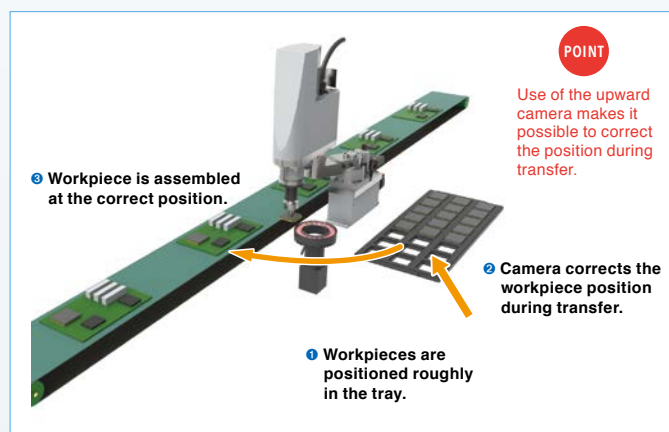 POINT
Use of the upward
camera makes it
possible to correct
the position during
transfer.
❸ Workpiece is assembled
at the correct position.
❷ Camera corrects the
workpiece position
during transfer.
❶ Workpieces are
positioned roughly
in the tray.